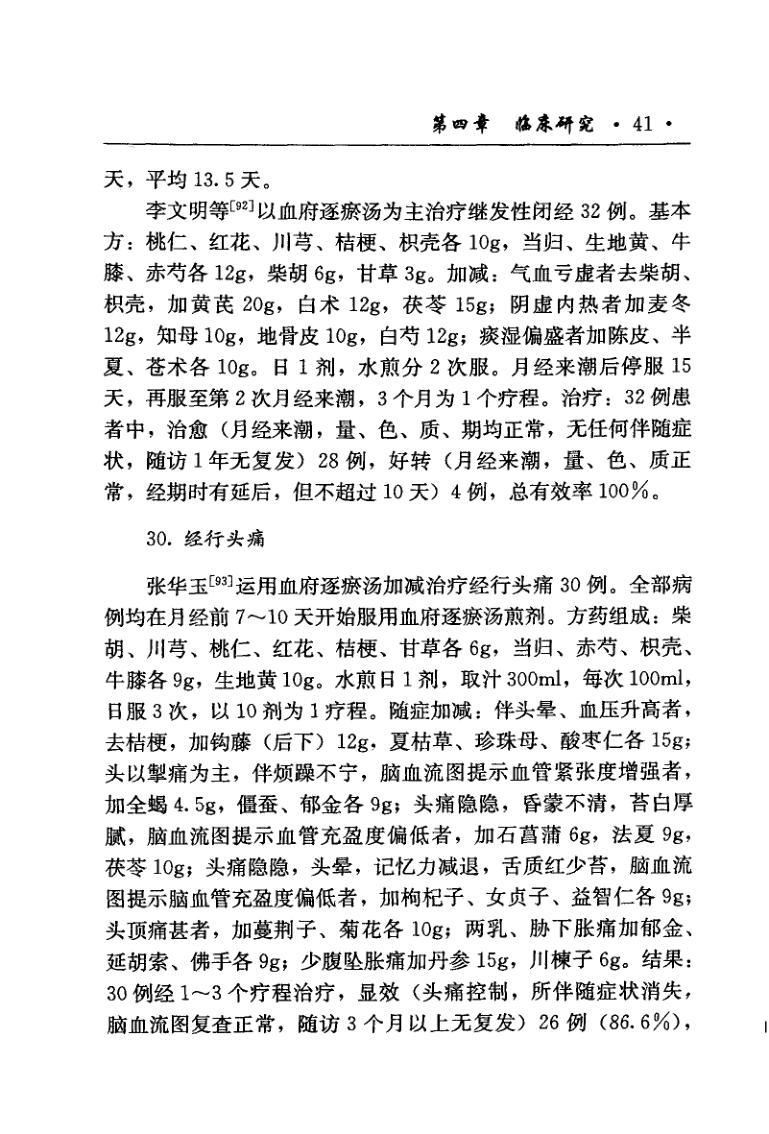 第四章 临床研究 · 41 ·
天，平均 13.5 天。
李文明等[92]以血府逐瘀汤为主治疗继发性闭经 32 例。基本
方：桃仁、红花、川芎、桔梗、枳壳各 10g，当归、生地黄、牛
膝、赤芍各 12g，柴胡 6g，甘草 3g。加减：气血亏虚者去柴胡、
枳壳，加黄芪 20g，白术 12g，茯苓 15g；阴虚内热者加麦冬
12g，知母 10g，地骨皮 10g，白芍 12g；痰湿偏盛者加陈皮、半
夏、苍术各 10g。日 1 剂，水煎分 2 次服。月经来潮后停服 15
天，再服至第 2 次月经来潮，3 个月为 1 个疗程。治疗：32 例患
者中，治愈（月经来潮，量、色、质、期均正常，无任何伴随症
状，随访 1 年无复发）28 例，好转（月经来潮，量、色、质正
常，经期时有延后，但不超过 10 天）4 例，总有效率 100%。
30. 经行头痛
张华玉[93]运用血府逐瘀汤加减治疗经行头痛 30 例。全部病
例均在月经前 7～10 天开始服用血府逐瘀汤煎剂。方药组成：柴
胡、川芎、桃仁、红花、桔梗、甘草各 6g，当归、赤芍、枳壳、
牛膝各 9g，生地黄 10g。水煎日 1 剂，取汁 300ml，每次 100ml，
日服 3 次，以 10 剂为 1 疗程。随症加减：伴头晕、血压升高者，
去桔梗，加钩藤（后下）12g，夏枯草、珍珠母、酸枣仁各 15g；
头以掣痛为主，伴烦躁不宁，脑血流图提示血管紧张度增强者，
加全蝎 4.5g，僵蚕、郁金各 9g；头痛隐隐，昏蒙不清，苔白厚
腻，脑血流图提示血管充盈度偏低者，加石菖蒲 6g，法夏 9g，
茯苓 10g；头痛隐隐，头晕，记忆力减退，舌质红少苔，脑血流
图提示脑血管充盈度偏低者，加枸杞子、女贞子、益智仁各 9g；
头顶痛甚者，加蔓荆子、菊花各 10g；两乳、胁下胀痛加郁金、
延胡索、佛手各 9g；少腹坠胀痛加丹参 15g，川楝子 6g。结果：
30 例经 1～3 个疗程治疗，显效（头痛控制，所伴随症状消失，
脑血流图复查正常，随访 3 个月以上无复发）26 例（86.6%），